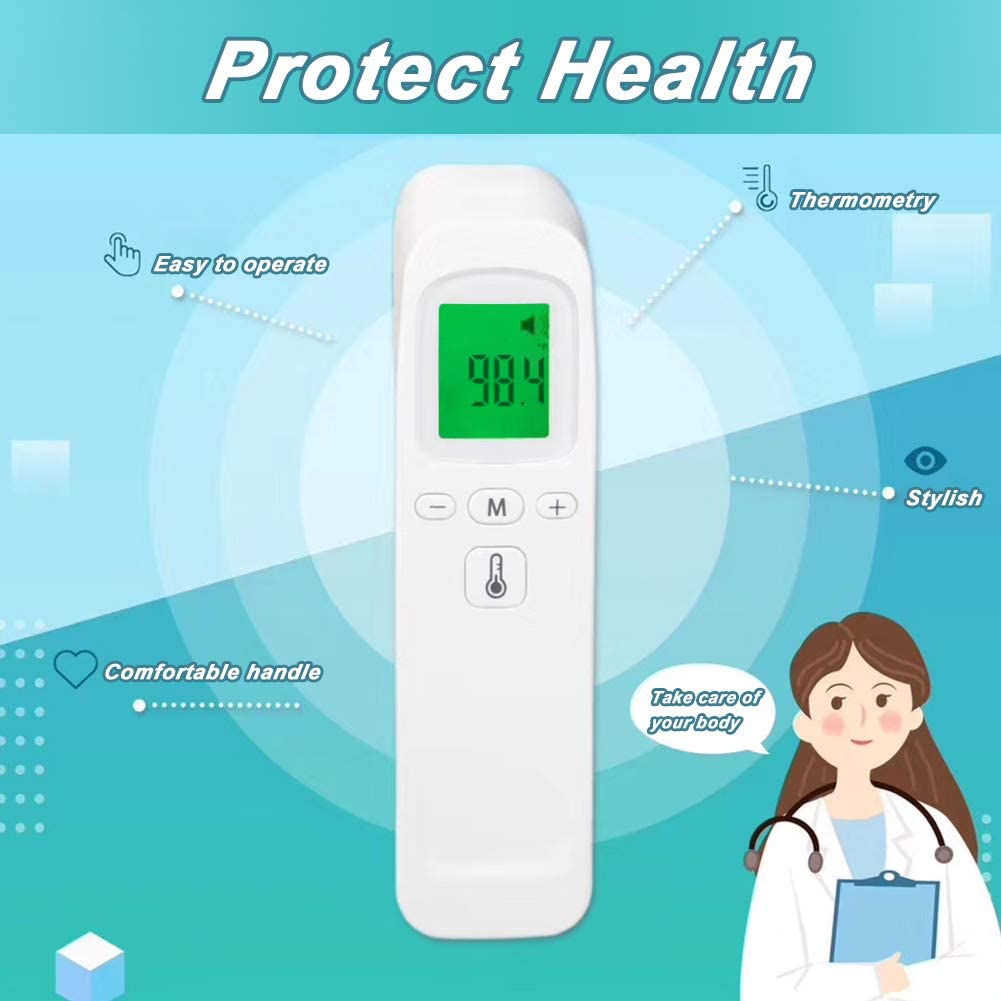 Protect Health
Thermometry
Easy to operate
98.4
M
Stylish
Comfortable handle
Take care of
your body